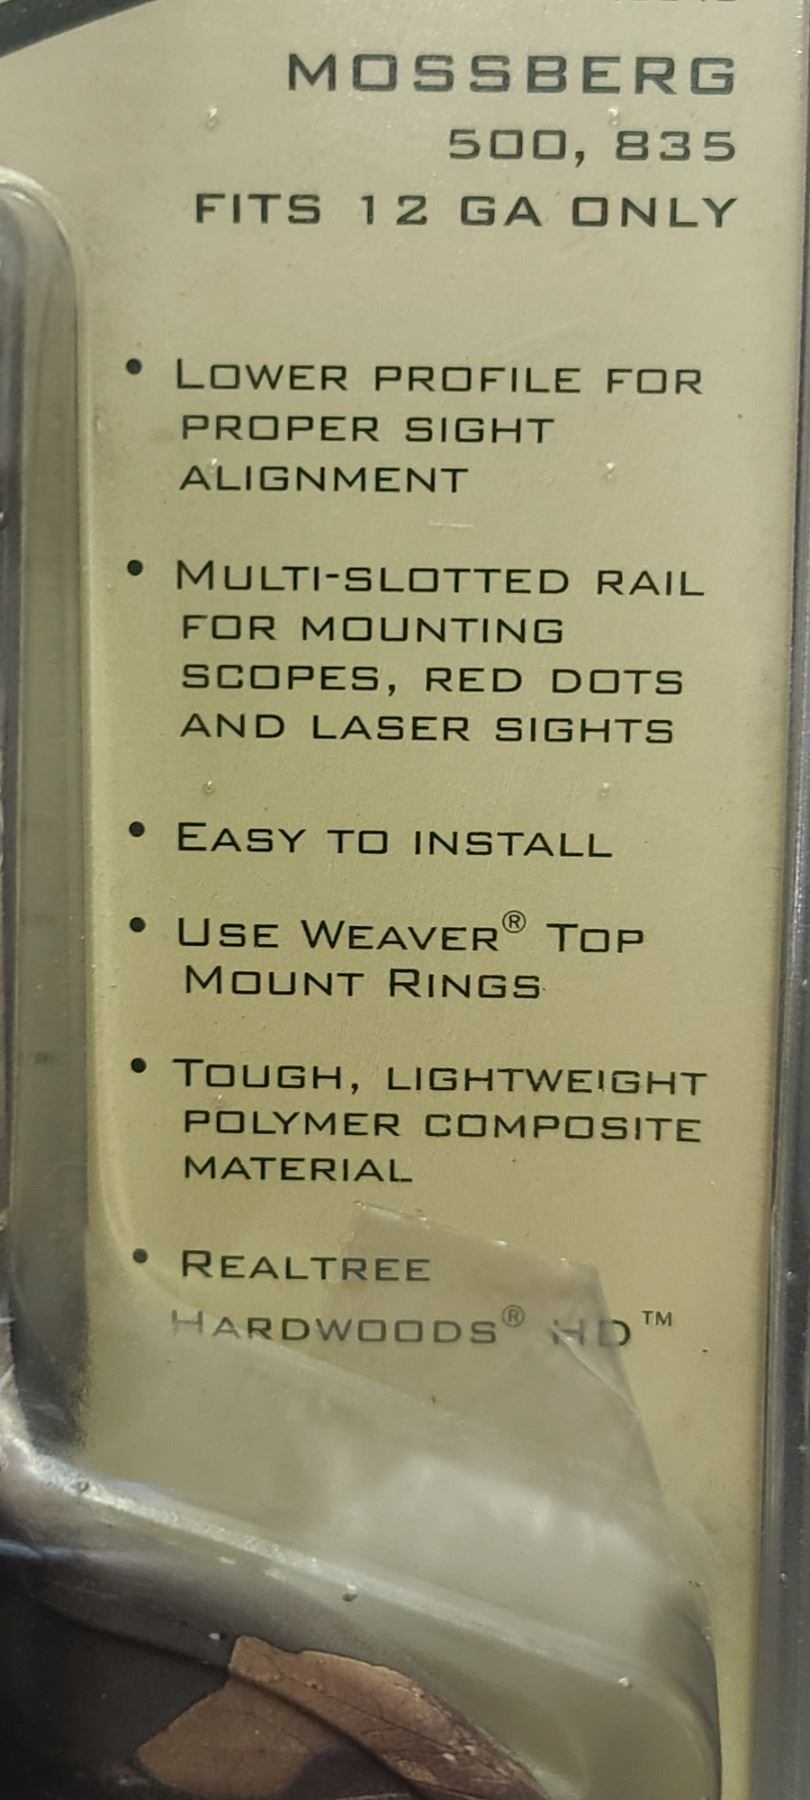 MOSSBERG
500, 835
FITS 12 GA ONLY
• LOWER PROFILE FOR
PROPER SIGHT
ALIGNMENT
• MULTI-SLOTTED RAIL
FOR MOUNTING
SCOPES, RED DOTS
AND LASER SIGHTS
• EASY TO INSTALL
• USE WEAVER® TOP
MOUNT RINGS
• TOUGH, LIGHTWEIGHT
POLYMER COMPOSITE
MATERIAL
• REALTREE
HARDWOODS® HD™